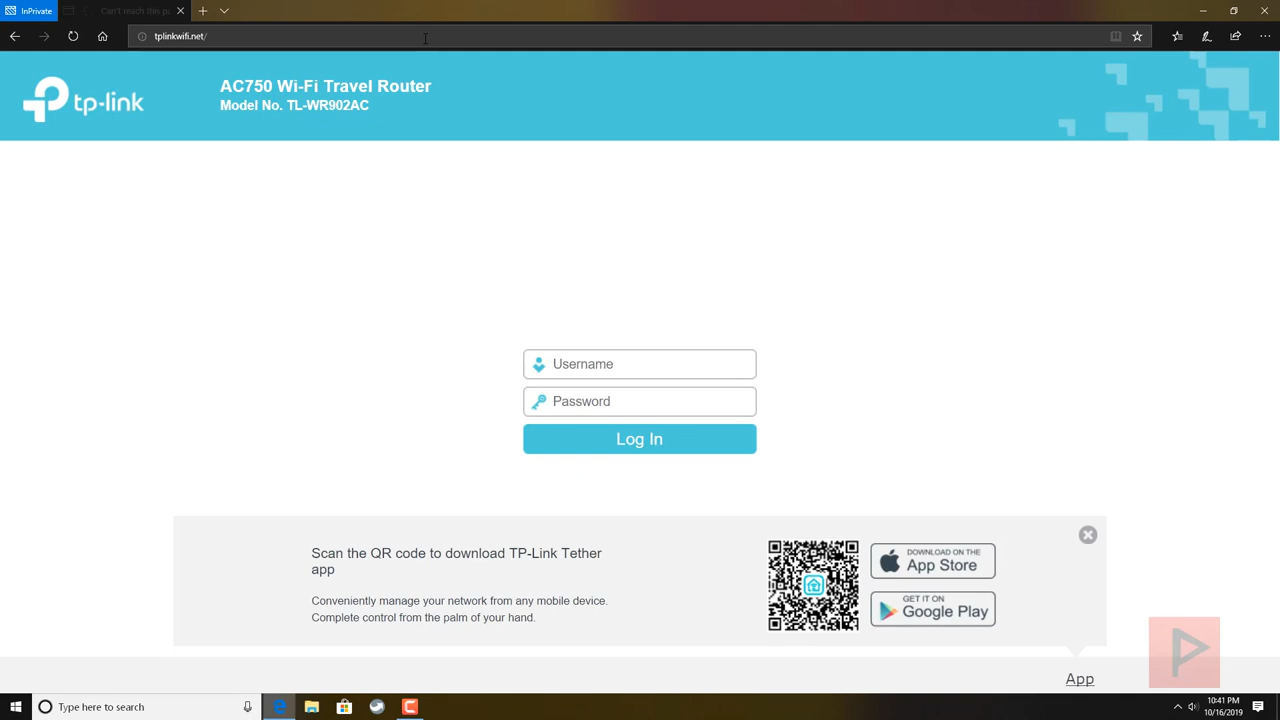 InPrivate
Can't reach this p
tplinkwifi.net/
tp-link
AC750 Wi-Fi Travel Router
Model No. TL-WR902AC
Username
Password
Log In
Scan the QR code to download TP-Link Tether
app
Conveniently manage your network from any mobile device.
Complete control from the palm of your hand.
DOWNLOAD ON THE
App Store
GET IT ON
Google Play
App
Type here to search
10:41 PM
10/16/2019